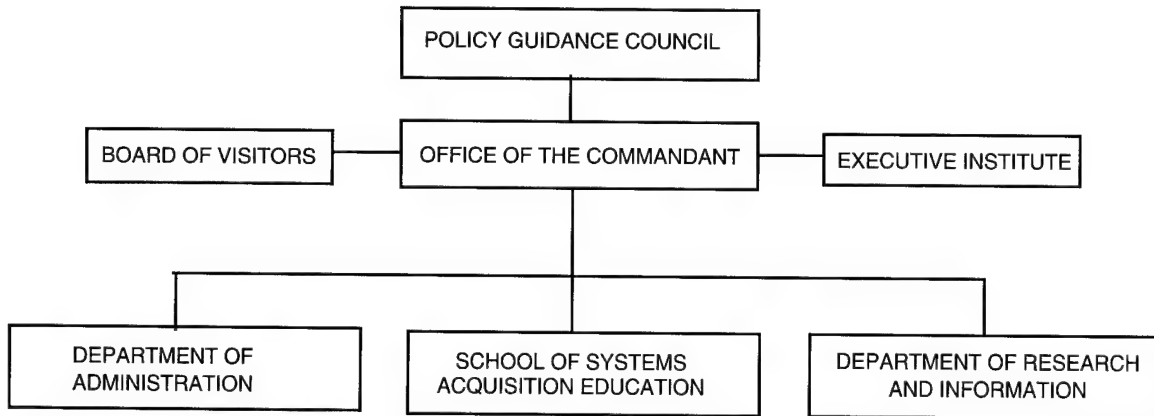 POLICY GUIDANCE COUNCIL
BOARD OF VISITORS
OFFICE OF THE COMMANDANT
EXECUTIVE INSTITUTE
DEPARTMENT OF
ADMINISTRATION
SCHOOL OF SYSTEMS
ACQUISITION EDUCATION
DEPARTMENT OF RESEARCH
AND INFORMATION